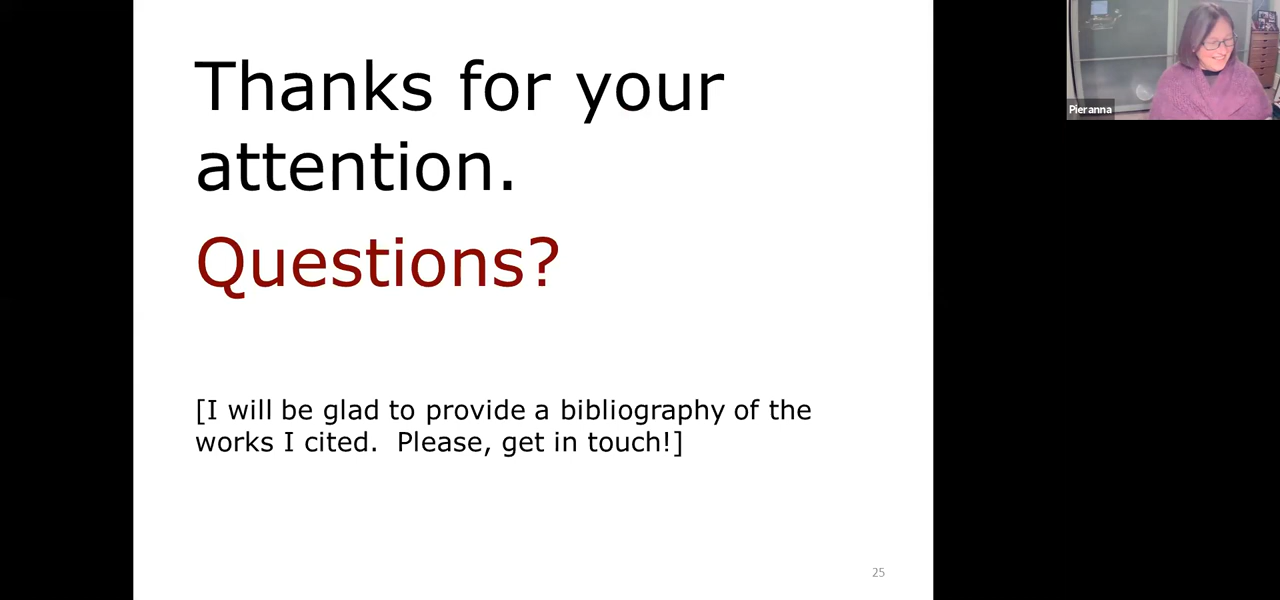 Thanks for your
attention.
Questions?
[I will be glad to provide a bibliography of the
works I cited.  Please, get in touch!]
25
Pieranna